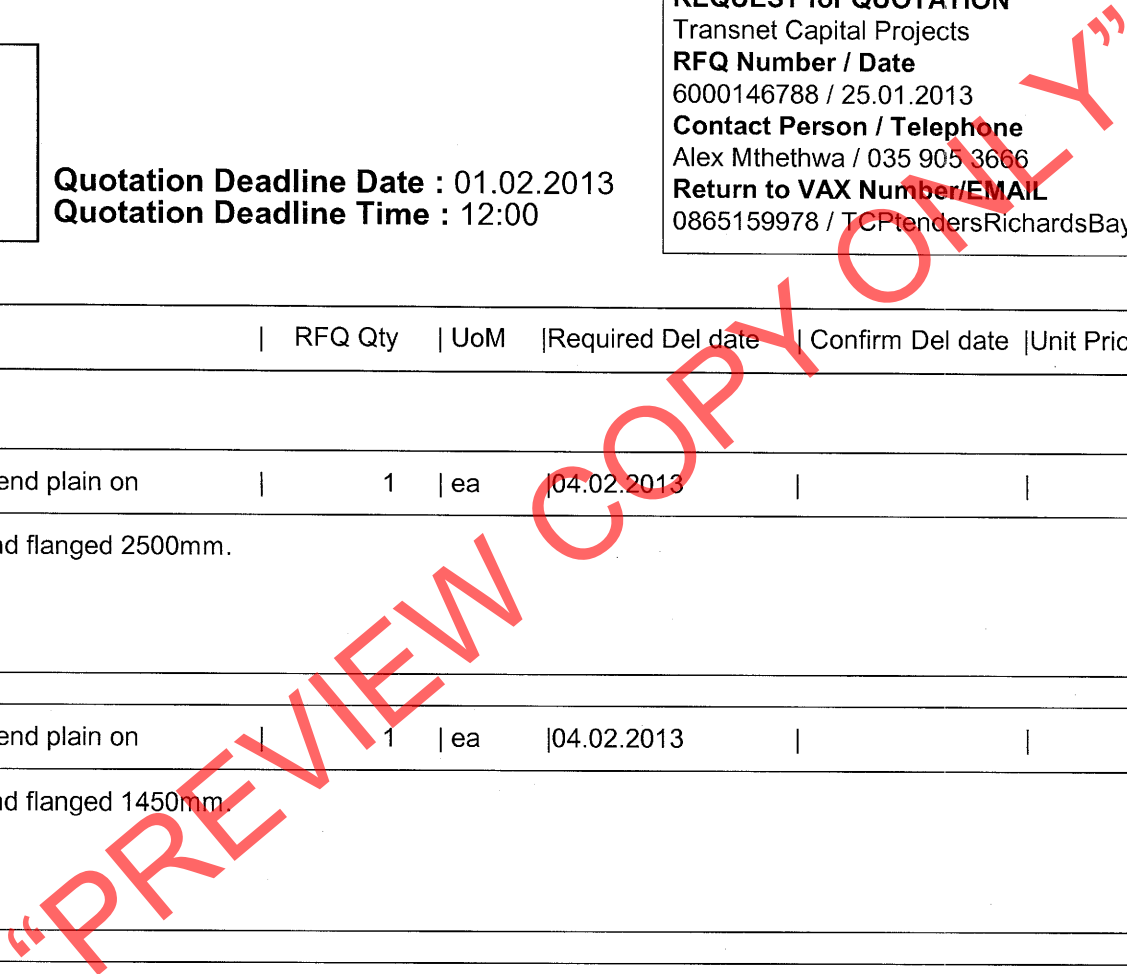 REQUEST for QUOTATION
Transnet Capital Projects
RFQ Number / Date
6000146788 / 25.01.2013
Contact Person / Telephone
Alex Mthethwa / 035 905 3666
Return to VAX Number/EMAIL
0865159978 / TCPtendersRichardsBay
Quotation Deadline Date : 01.02.2013
Quotation Deadline Time : 12:00
| RFQ Qty | UoM |Required Del date | Confirm Del date |Unit Pric
end plain on | 1 | ea |04.02.2013 | |
nd flanged 2500mm.
end plain on | 1 | ea |04.02.2013 | |
nd flanged 1450mm.
“PREVIEW COPY ONLY”